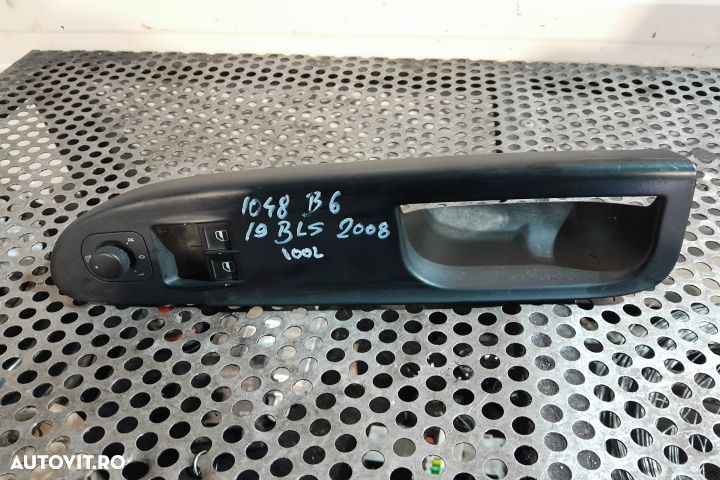 1048 B6
19 BLS 2008
100L
R
L
O
AUTOVIT.RO